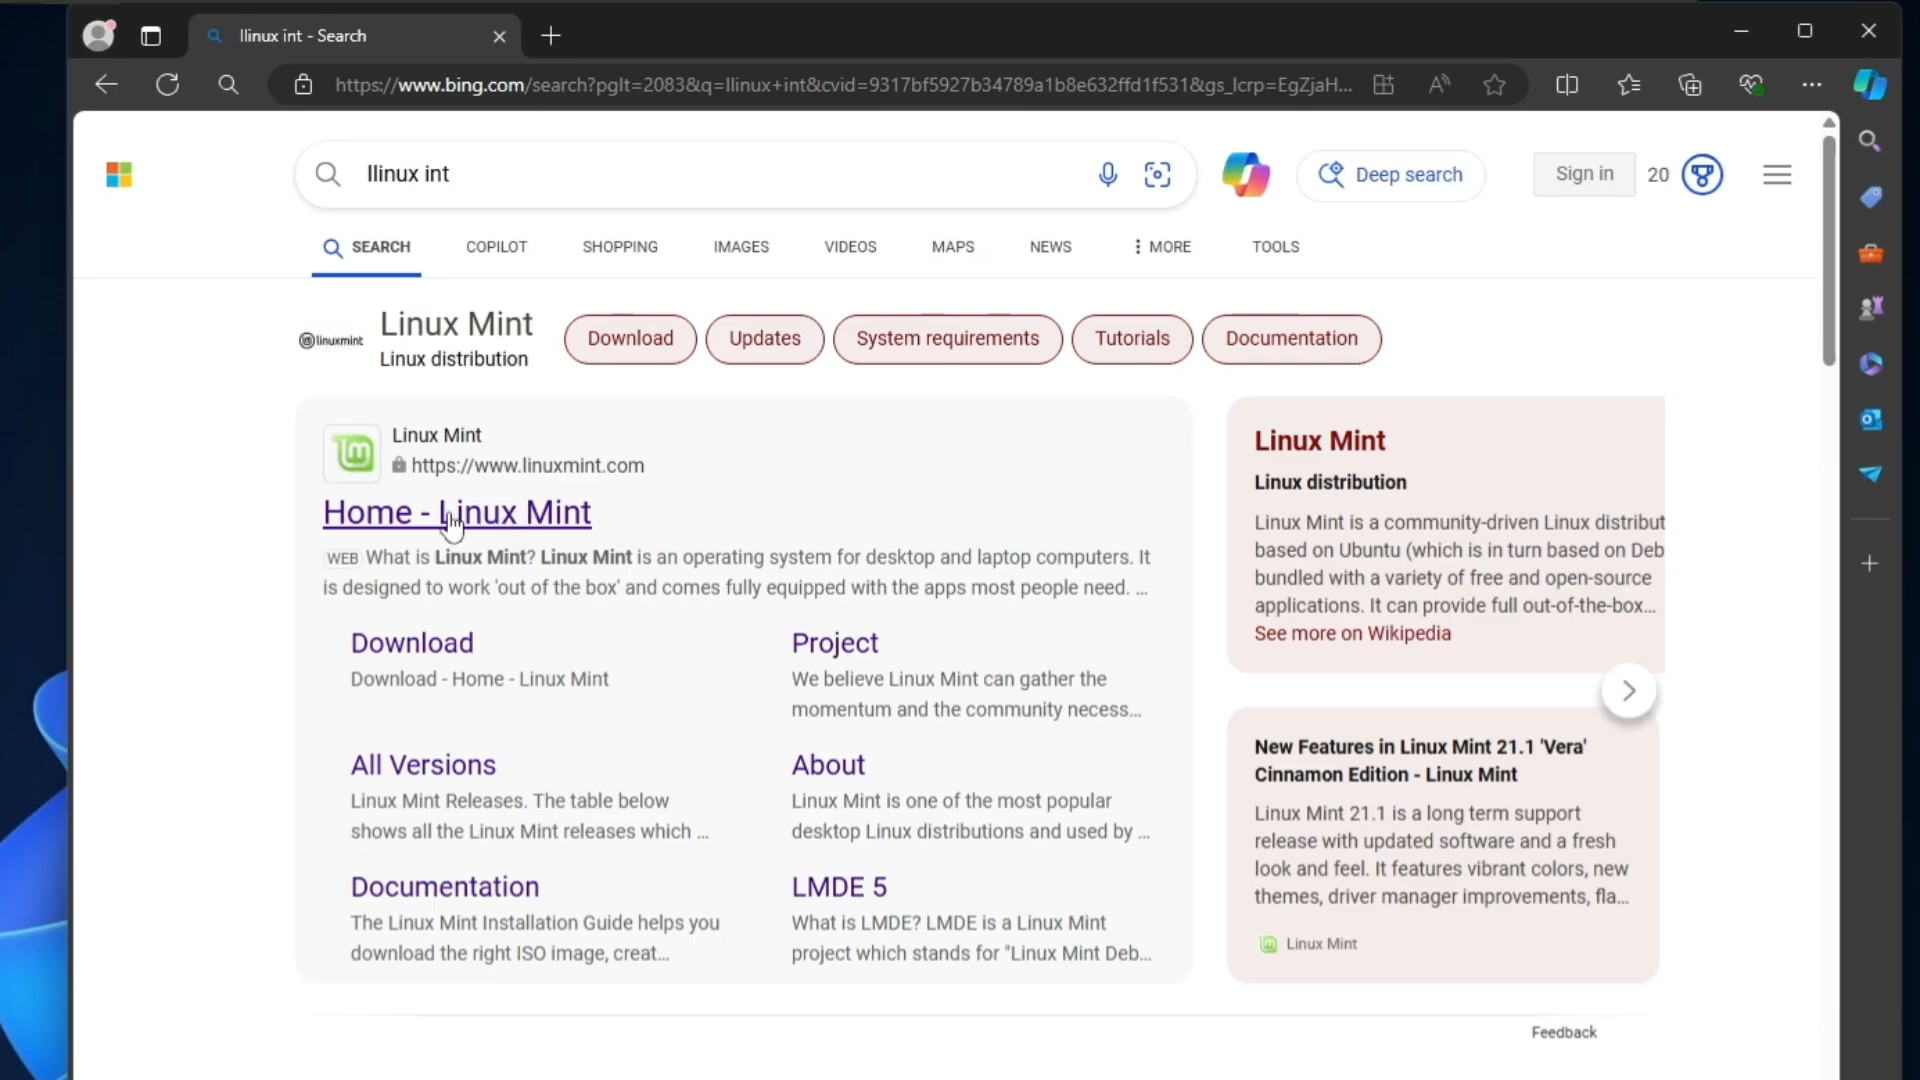 llinux int - Search
https://www.bing.com/search?pglt=2083&q=llinux+int&cvid=9317bf5927b34789a1b8e632ffd1f531&gs_lcrp=EgZjaH...
llinux int
Deep search
Sign in
20
SEARCH
COPILOT
SHOPPING
IMAGES
VIDEOS
MAPS
NEWS
MORE
TOOLS
linuxmint
Linux Mint
Linux distribution
Download
Updates
System requirements
Tutorials
Documentation
Linux Mint
https://www.linuxmint.com
Home - Linux Mint
WEB What is Linux Mint? Linux Mint is an operating system for desktop and laptop computers. It
is designed to work 'out of the box' and comes fully equipped with the apps most people need. ...
Download
Download - Home - Linux Mint
Project
We believe Linux Mint can gather the
momentum and the community necess...
All Versions
Linux Mint Releases. The table below
shows all the Linux Mint releases which ...
About
Linux Mint is one of the most popular
desktop Linux distributions and used by ...
Documentation
The Linux Mint Installation Guide helps you
download the right ISO image, creat...
LMDE 5
What is LMDE? LMDE is a Linux Mint
project which stands for "Linux Mint Deb...
Linux Mint
Linux distribution
Linux Mint is a community-driven Linux distribut
based on Ubuntu (which is in turn based on Deb
bundled with a variety of free and open-source
applications. It can provide full out-of-the-box...
See more on Wikipedia
New Features in Linux Mint 21.1 'Vera'
Cinnamon Edition - Linux Mint
Linux Mint 21.1 is a long term support
release with updated software and a fresh
look and feel. It features vibrant colors, new
themes, driver manager improvements, fla...
Linux Mint
Feedback